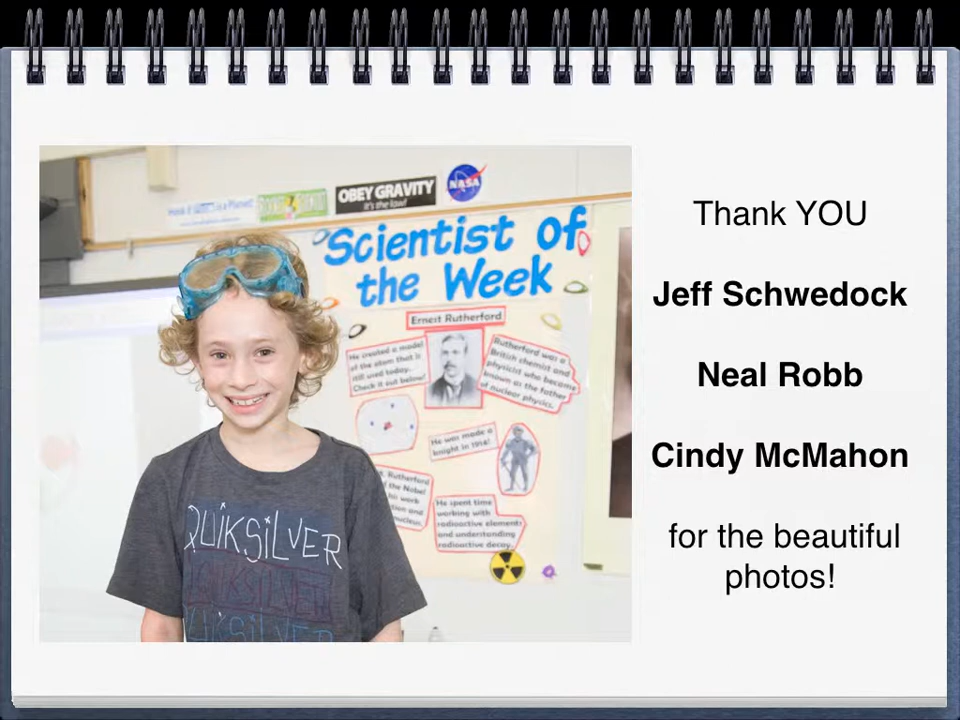 Thank YOU
Jeff Schwedock
Neal Robb
Cindy McMahon
for the beautiful
photos!
OBEY GRAVITY
It's the law!
NASA
Scientist of
the Week
Ernest Rutherford
He created a model
of the atom that is
still used today.
Check it out below!
Rutherford was a
British chemist and
physicist who became
known as the father
of nuclear physics.
He was made a
knight in 1914!
Rutherford
the Nobel
his work
and
He spent time
working with
radioactive elements
and understanding
radioactive decay.
QUIKSILVER
QUIKSILVER
QUIKSILVER